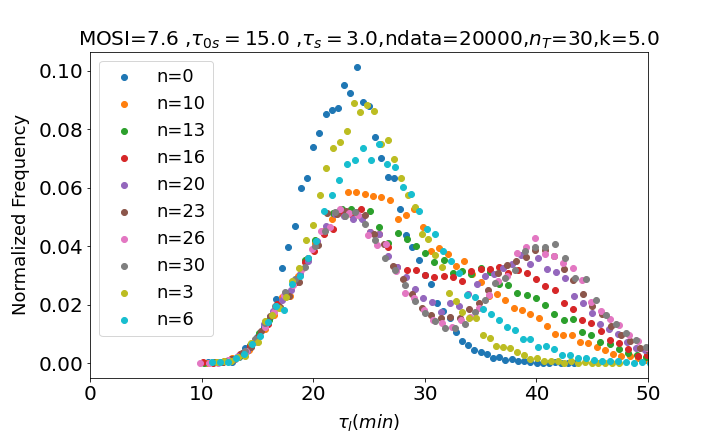 MOSI=7.6 ,τ₀ₛ = 15.0 ,τₛ = 3.0,ndata=20000,n_T=30,k=5.0
Normalized Frequency
0.10
0.08
0.06
0.04
0.02
0.00
n=0
n=10
n=13
n=16
n=20
n=23
n=26
n=30
n=3
n=6
0 10 20 30 40 50
τ_l(min)